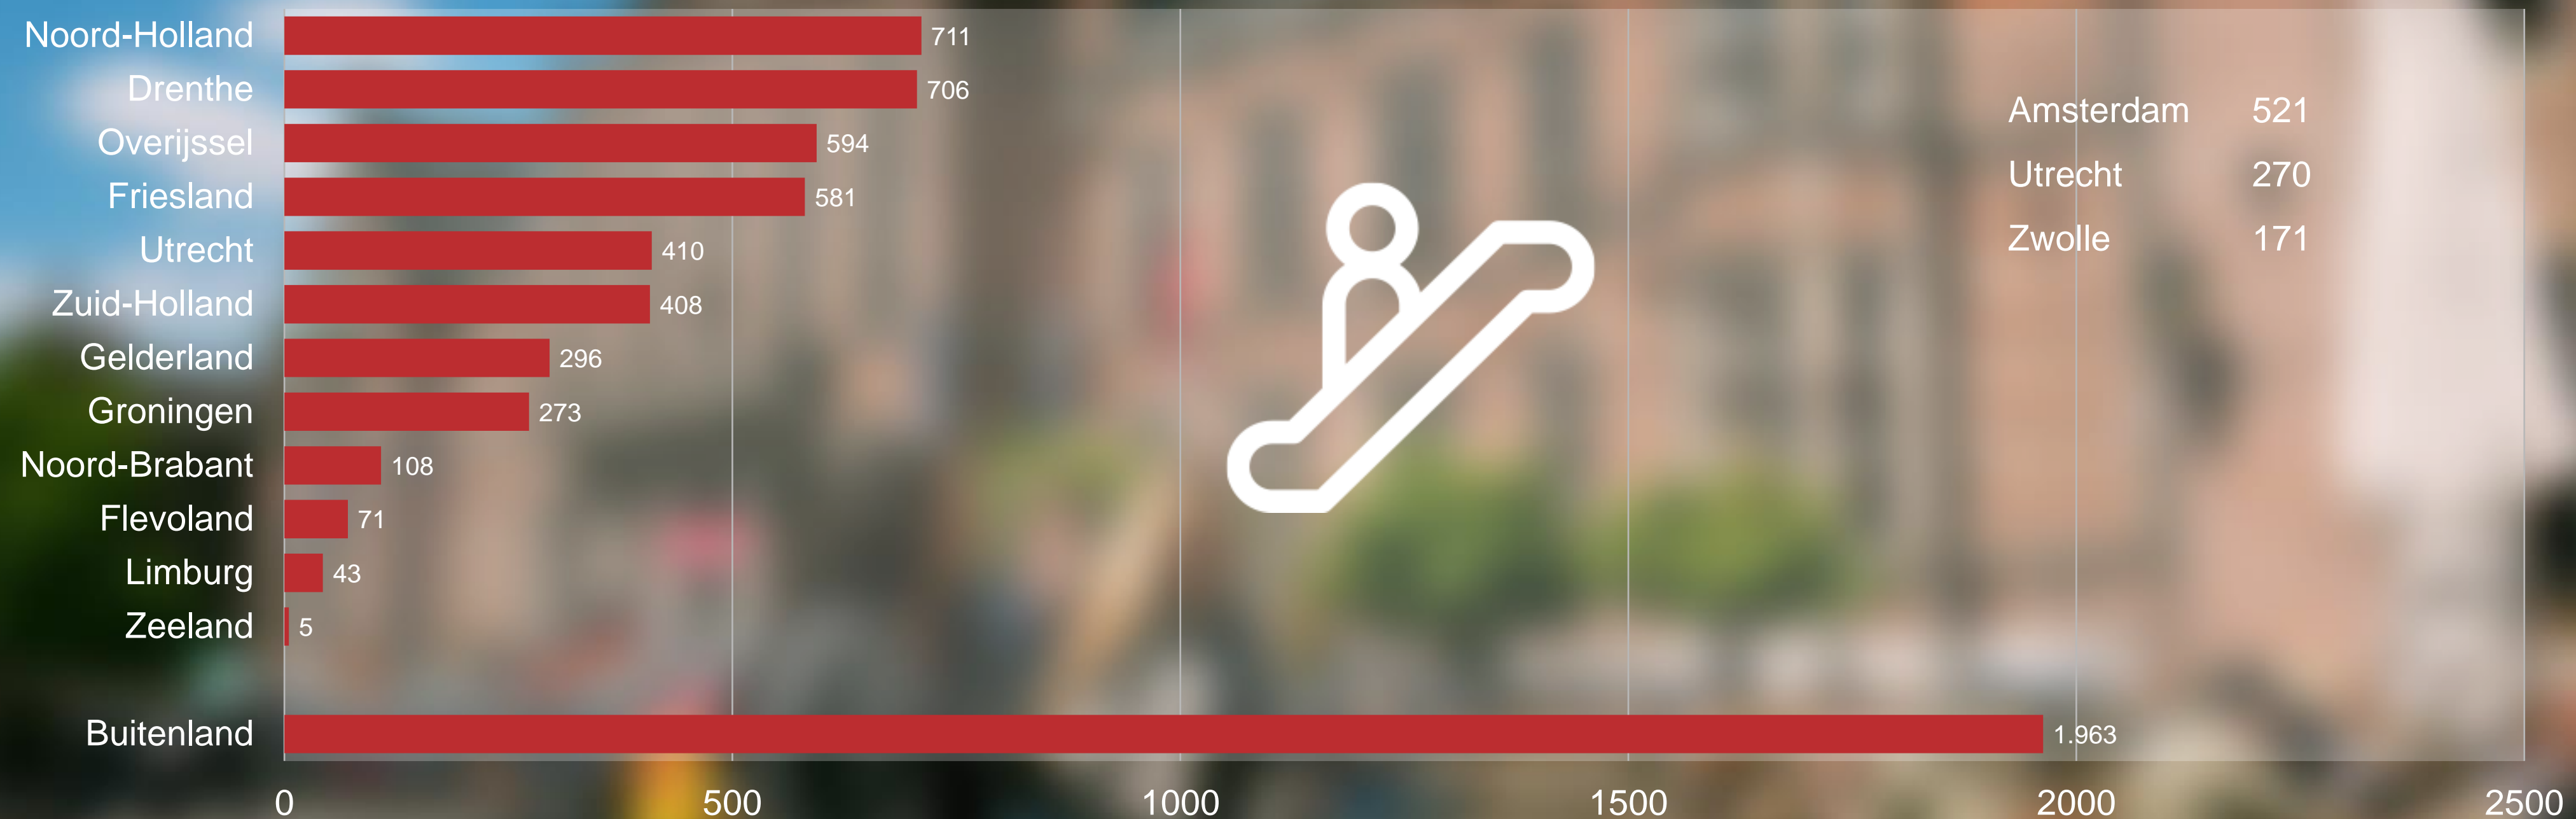 Noord-Holland 711
Drenthe 706
Overijssel 594
Friesland 581
Utrecht 410
Zuid-Holland 408
Gelderland 296
Groningen 273
Noord-Brabant 108
Flevoland 71
Limburg 43
Zeeland 5
Buitenland 1.963
0 500 1000 1500 2000 2500
Amsterdam 521
Utrecht 270
Zwolle 171